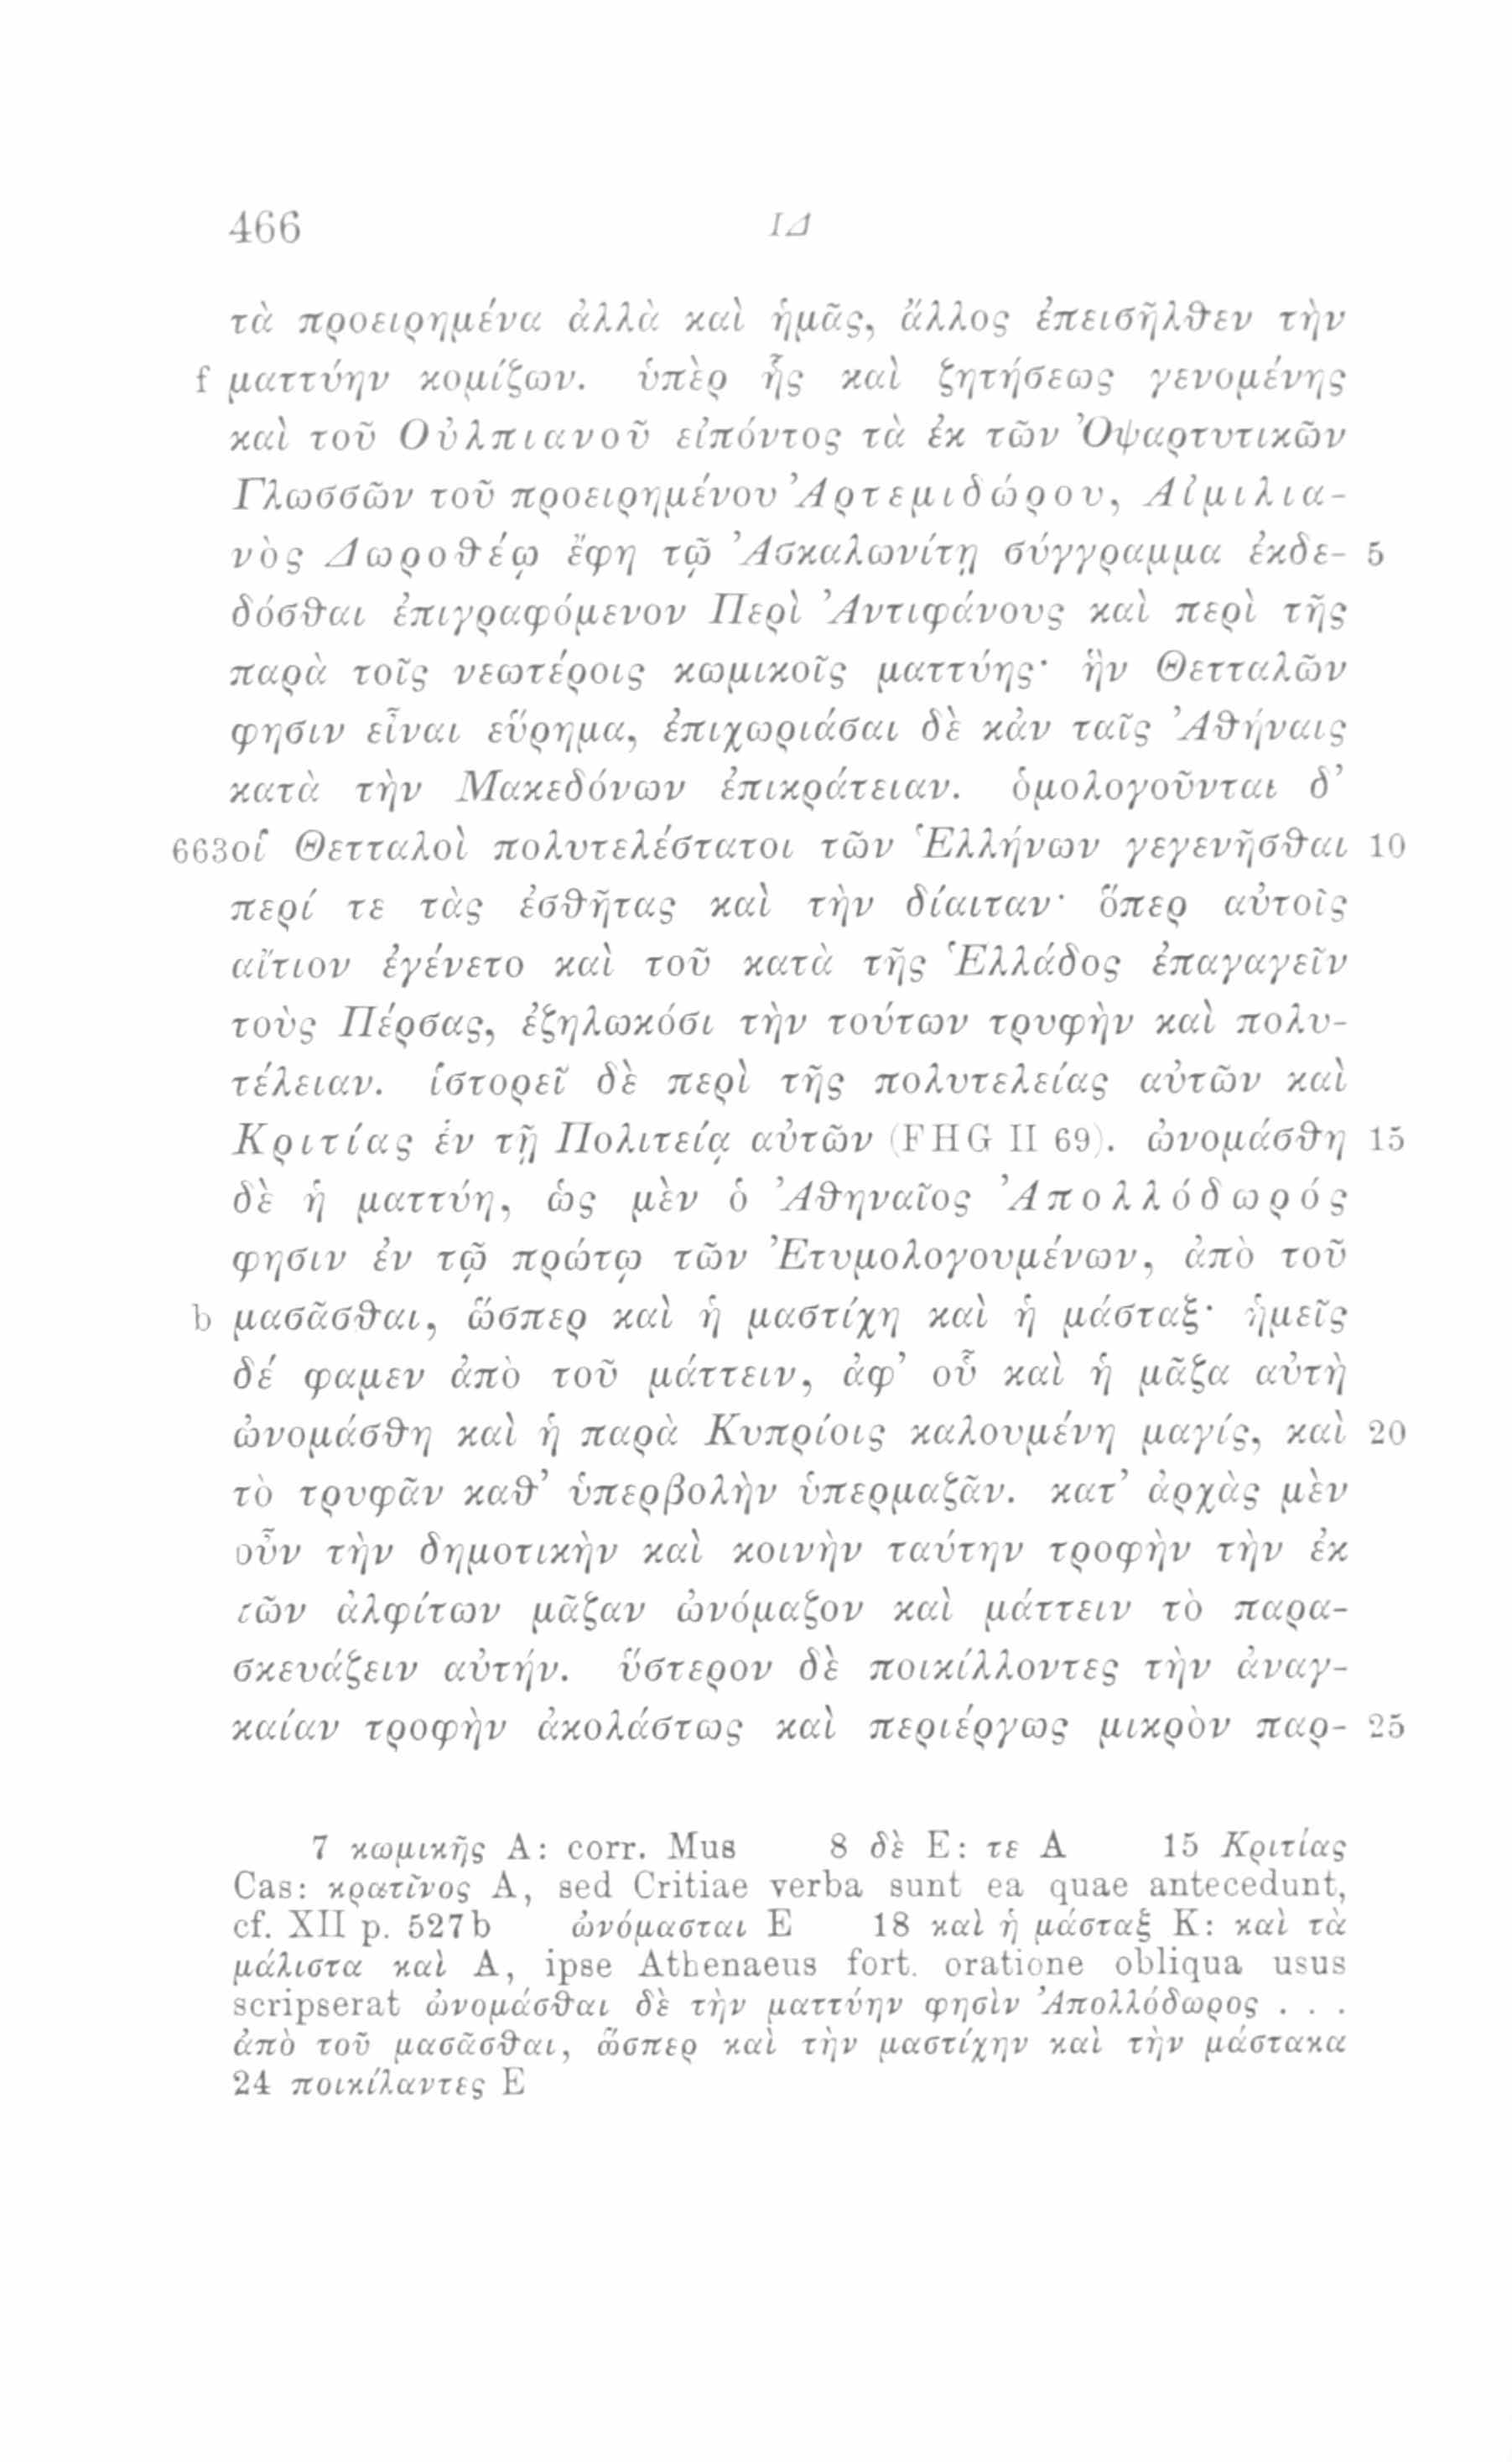 466 ΙΔ
τὰ προειρημένα ἀλλὰ καὶ ἡμᾶς, ἄλλος ἐπεισῆλθεν τὴν
f ματτύην κομίζων. ὑπὲρ ἧς καὶ ζητήσεως γενομένης
καὶ τοῦ Οὐλπιανοῦ εἰπόντος τὰ ἐκ τῶν Ὀψαρτυτικῶν
Γλωσσῶν τοῦ προειρημένου Ἀρτεμιδώρου, Αἰμιλια-
νὸς Δωροθέῳ ἔφη τῷ Ἀσκαλωνίτῃ σύγγραμμα ἐκδε- 5
δόσθαι ἐπιγραφόμενον Περὶ Ἀντιφάνους καὶ περὶ τῆς
παρὰ τοῖς νεωτέροις κωμικοῖς ματτύης· ἣν Θετταλῶν
φησιν εἶναι εὕρημα, ἐπιχωριάσαι δὲ κἀν ταῖς Ἀθήναις
κατὰ τὴν Μακεδόνων ἐπικράτειαν. ὁμολογοῦνται δ’
663 οἱ Θετταλοὶ πολυτελέστατοι τῶν Ἑλλήνων γεγενῆσθαι 10
περί τε τὰς ἐσθῆτας καὶ τὴν δίαιταν· ὅπερ αὐτοῖς
αἴτιον ἐγένετο καὶ τοῦ κατὰ τῆς Ἑλλάδος ἐπαγαγεῖν
τοὺς Πέρσας, ἐζηλωκόσι τὴν τούτων τρυφὴν καὶ πολυ-
τέλειαν. ἱστορεῖ δὲ περὶ τῆς πολυτελείας αὐτῶν καὶ
Κριτίας ἐν τῇ Πολιτείᾳ αὐτῶν (FHG II 69). ὠνομάσθη 15
δὲ ἡ ματτύη, ὡς μὲν ὁ Ἀθηναῖος Ἀπολλόδωρός
φησιν ἐν τῷ πρώτῳ τῶν Ἐτυμολογουμένων, ἀπὸ τοῦ
b μασᾶσθαι, ὥσπερ καὶ ἡ μαστίχη καὶ ἡ μάσταξ· ἡμεῖς
δέ φαμεν ἀπὸ τοῦ μάττειν, ἀφ’ οὗ καὶ ἡ μᾶζα αὐτὴ
ὠνομάσθη καὶ ἡ παρὰ Κυπρίοις καλουμένη μαγίς, καὶ 20
τὸ τρυφᾶν καθ’ ὑπερβολὴν ὑπερμαζᾶν. κατ’ ἀρχὰς μὲν
οὖν τὴν δημοτικὴν καὶ κοινὴν ταύτην τροφὴν τὴν ἐκ
τῶν ἀλφίτων μᾶζαν ὠνόμαζον καὶ μάττειν τὸ παρα-
σκευάζειν αὐτήν. ὕστερον δὲ ποικίλλοντες τὴν ἀναγ-
καίαν τροφὴν ἀκολάστως καὶ περιέργως μικρὸν παρ- 25
7 κωμικῆς A: corr. Mus 8 δὲ E: τε A 15 Κριτίας
Cas: κρατῖνος A, sed Critiae verba sunt ea quae antecedunt,
cf. XII p. 527 b ὠνόμασται E 18 καὶ ἡ μάσταξ K: καὶ τὰ
μάλιστα καὶ A, ipse Athenaeus fort. oratione obliqua usus
scripserat ὠνομάσθαι δὲ τὴν ματτύην φησὶν Ἀπολλόδωρος . . .
ἀπὸ τοῦ μασᾶσθαι, ὥσπερ καὶ τὴν μαστίχην καὶ τὴν μάστακα
24 ποικίλαντες E